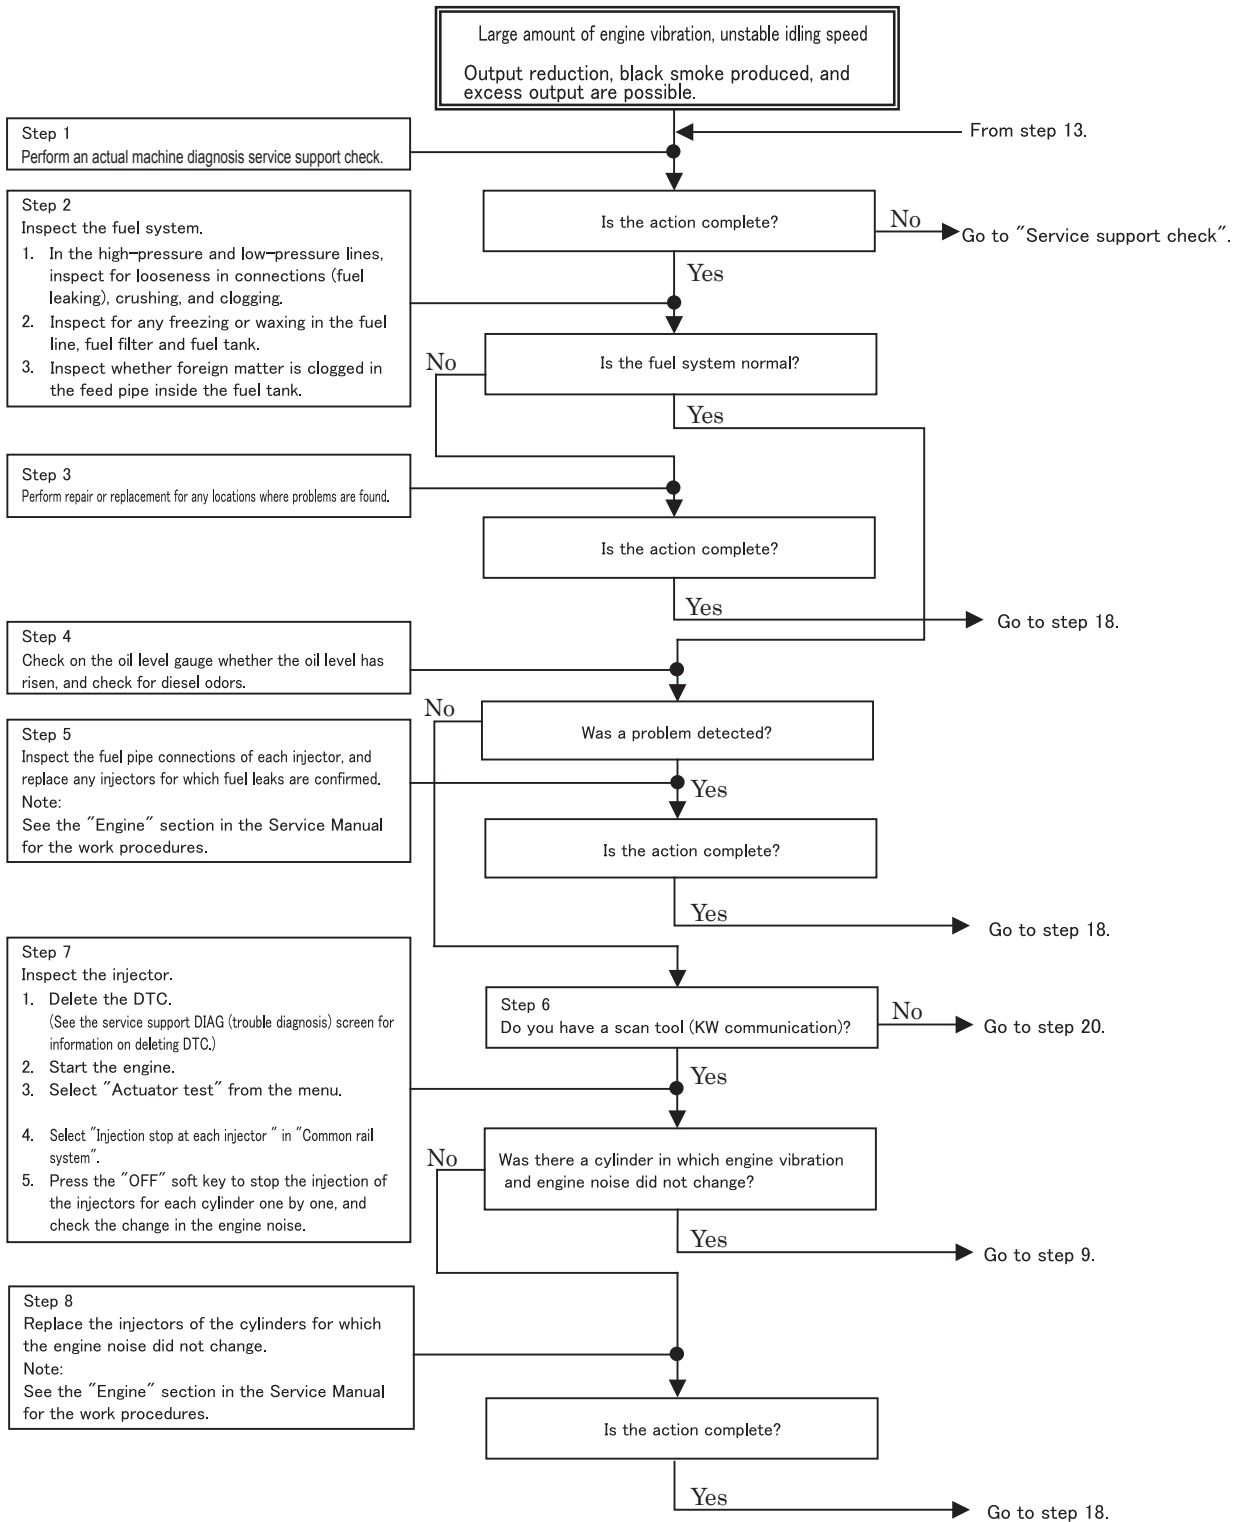 Large amount of engine vibration, unstable idling speed
Output reduction, black smoke produced, and
excess output are possible.
From step 13.
Step 1
Perform an actual machine diagnosis service support check.
Is the action complete?
No
Go to "Service support check".
Yes
Step 2
Inspect the fuel system.
1. In the high-pressure and low-pressure lines,
inspect for looseness in connections (fuel
leaking), crushing, and clogging.
2. Inspect for any freezing or waxing in the fuel
line, fuel filter and fuel tank.
3. Inspect whether foreign matter is clogged in
the feed pipe inside the fuel tank.
Is the fuel system normal?
No
Yes
Step 3
Perform repair or replacement for any locations where problems are found.
Is the action complete?
Yes
Go to step 18.
Step 4
Check on the oil level gauge whether the oil level has
risen, and check for diesel odors.
Was a problem detected?
No
Yes
Step 5
Inspect the fuel pipe connections of each injector, and
replace any injectors for which fuel leaks are confirmed.
Note:
See the "Engine" section in the Service Manual
for the work procedures.
Is the action complete?
Yes
Go to step 18.
Step 6
Do you have a scan tool (KW communication)?
No
Go to step 20.
Yes
Step 7
Inspect the injector.
1. Delete the DTC.
(See the service support DIAG (trouble diagnosis) screen for
information on deleting DTC.)
2. Start the engine.
3. Select "Actuator test" from the menu.
4. Select "Injection stop at each injector " in "Common rail
system".
5. Press the "OFF" soft key to stop the injection of
the injectors for each cylinder one by one, and
check the change in the engine noise.
Was there a cylinder in which engine vibration
and engine noise did not change?
No
Yes
Go to step 9.
Step 8
Replace the injectors of the cylinders for which
the engine noise did not change.
Note:
See the "Engine" section in the Service Manual
for the work procedures.
Is the action complete?
Yes
Go to step 18.